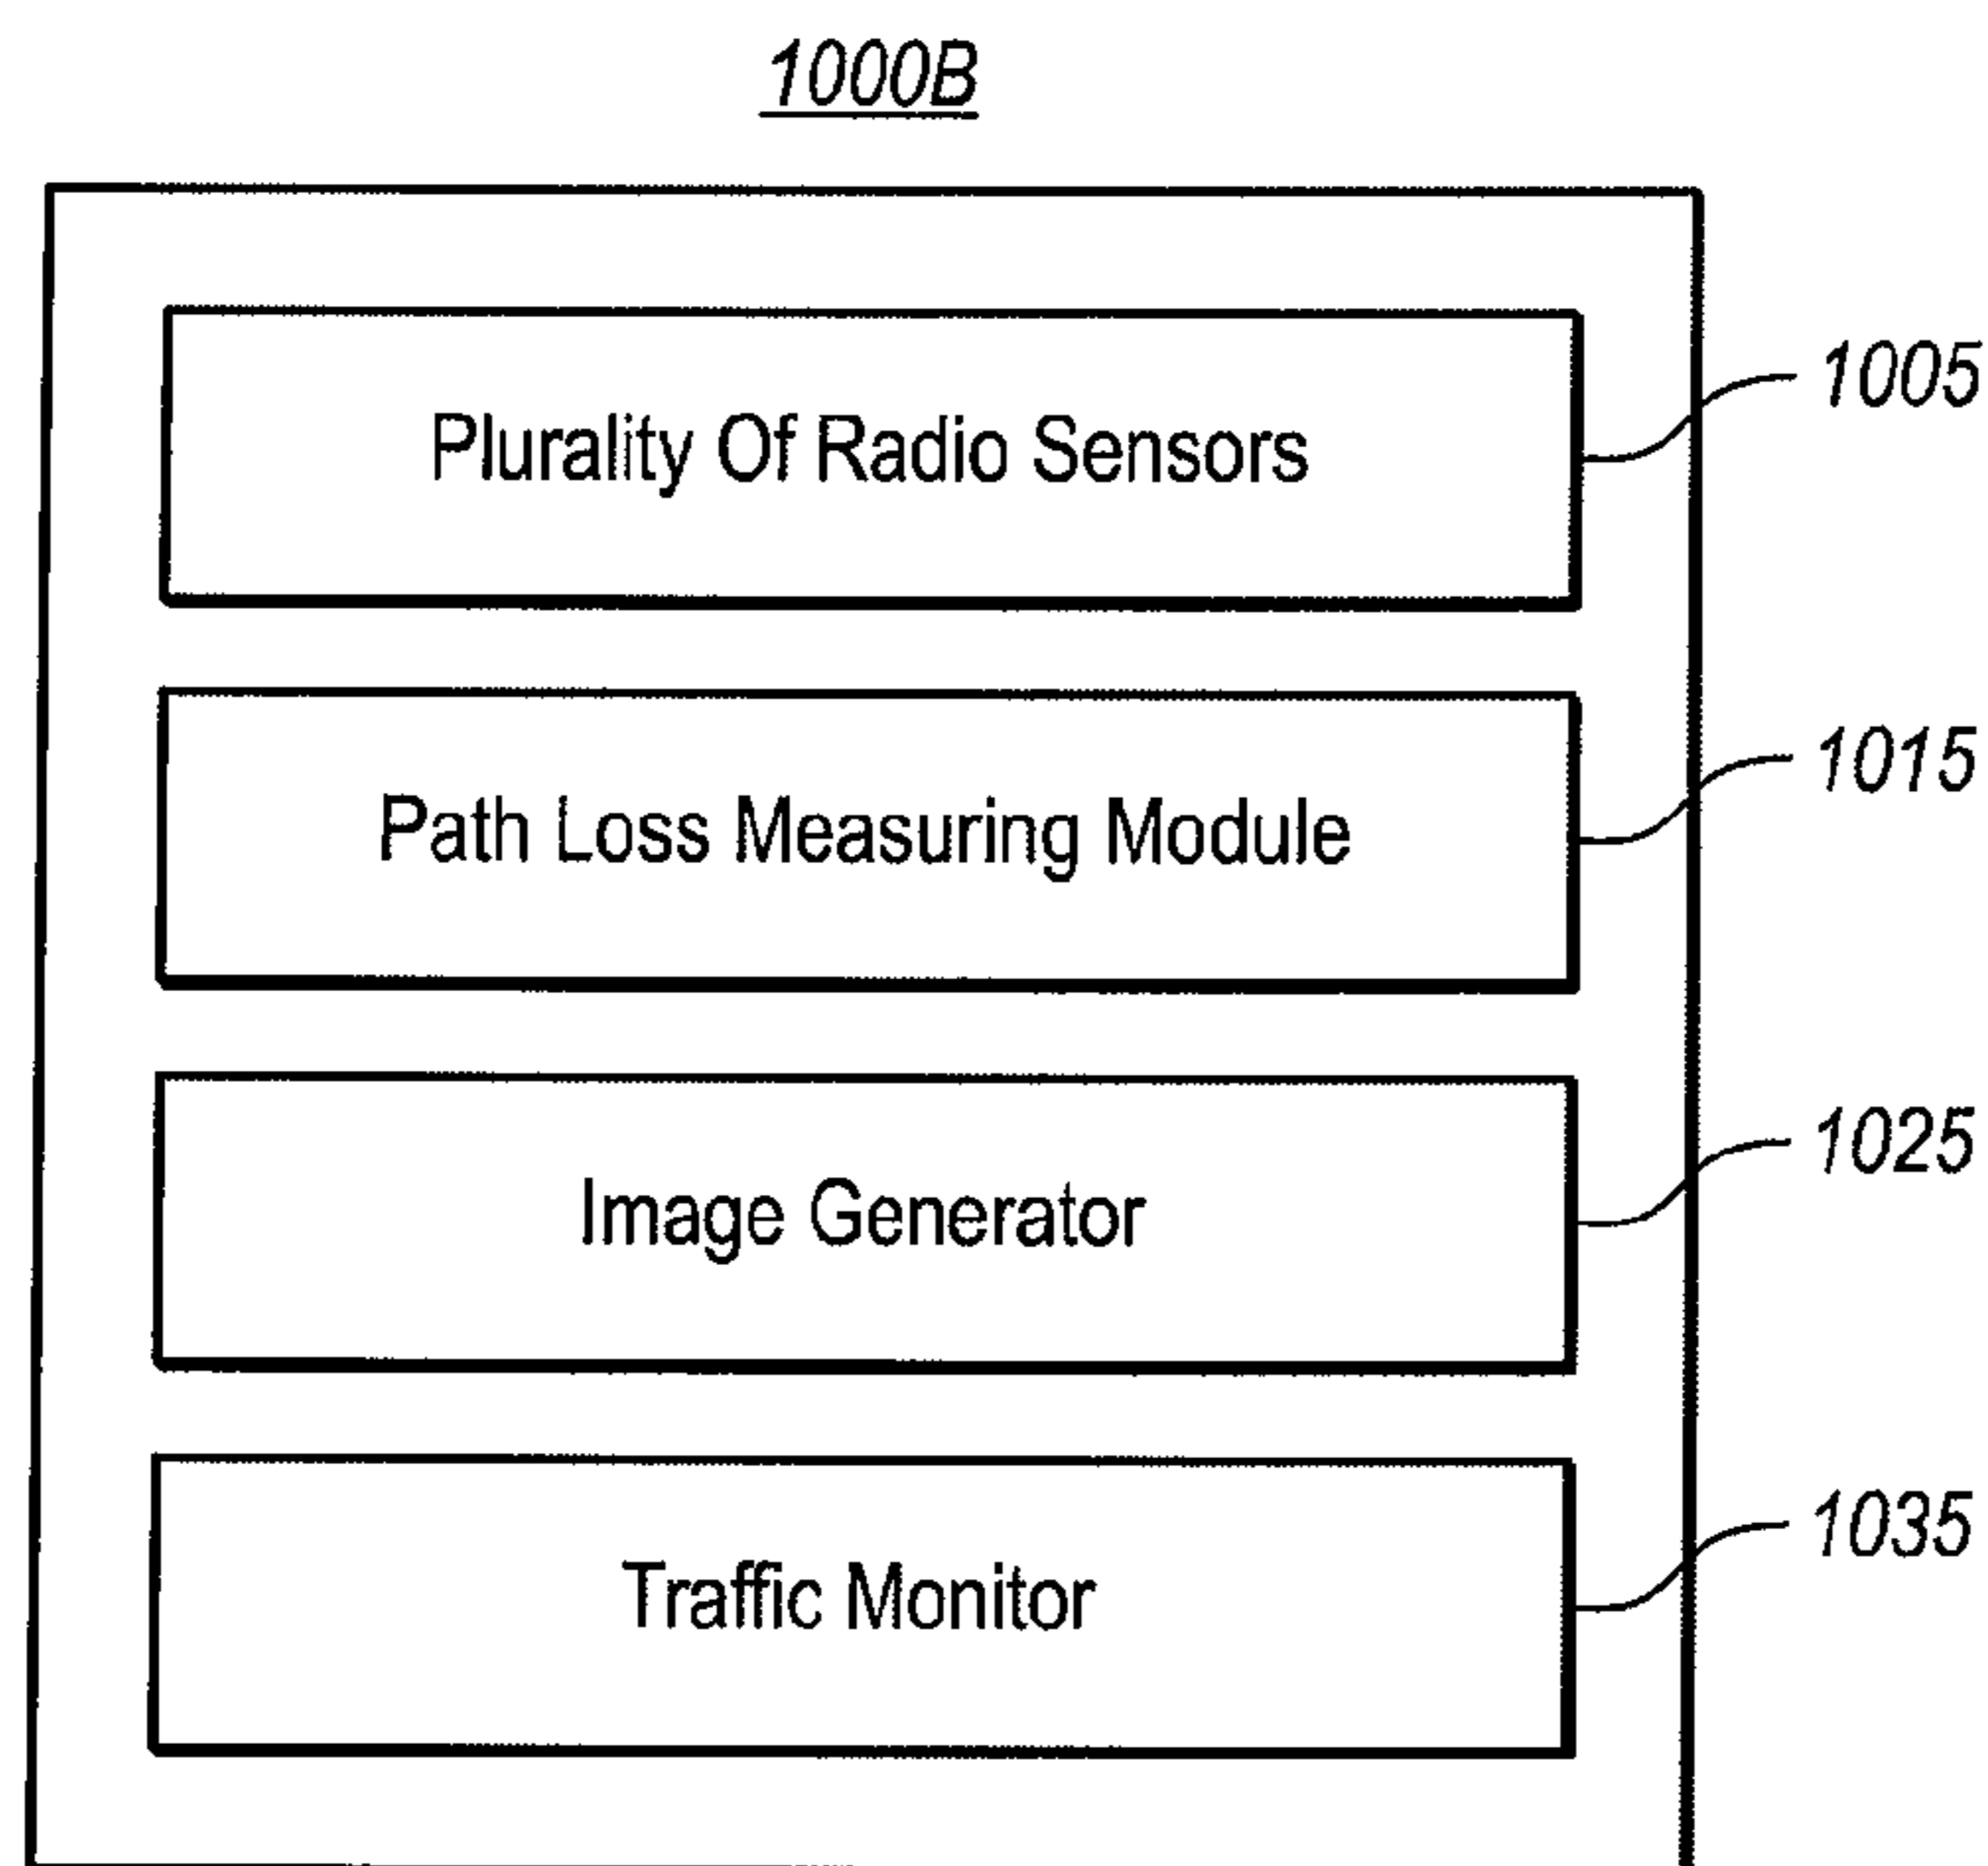 1000B
Plurality Of Radio Sensors
1005
Path Loss Measuring Module
1015
Image Generator
1025
Traffic Monitor
1035